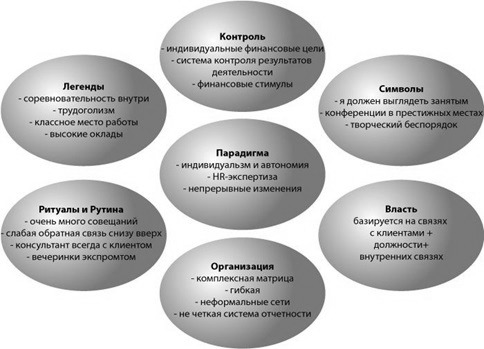 Контроль
- индивидуальные финансовые цели
- система контроля результатов
деятельности
- финансовые стимулы
Легенды
- соревновательность внутри
- трудоголизм
- классное место работы
- высокие оклады
Символы
- я должен выглядеть занятым
- конференции в престижных местах
- творческий беспорядок
Парадигма
- индивидуальзм и автономия
- HR-экспертиза
- непрерывные изменения
Ритуалы и Рутина
- очень много совещаний
- слабая обратная связь снизу вверх
- консультант всегда с клиентом
- вечеринки экспромтом
Власть
базируется на связях
с клиентами +
должности+
внутренних связях
Организация
- комплексная матрица
- гибкая
- неформальные сети
- не четкая система отчетности